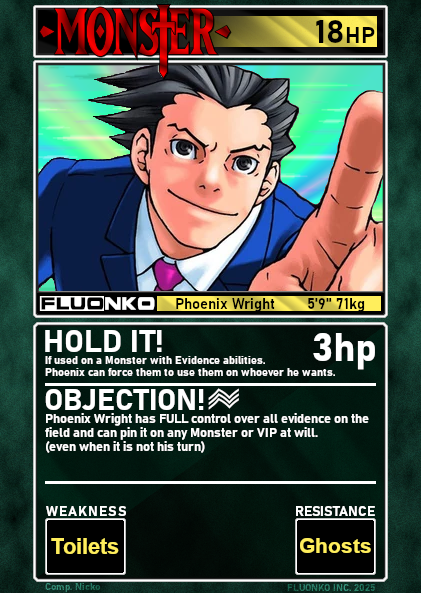 MONSTER
18HP
FLUONKO
Phoenix Wright 5'9" 71kg
HOLD IT!
3hp
If used on a Monster with Evidence abilities.
Phoenix can force them to use them on whoever he wants.
OBJECTION!
Phoenix Wright has FULL control over all evidence on the
field and can pin it on any Monster or VIP at will.
(even when it is not his turn)
WEAKNESS
RESISTANCE
Toilets
Ghosts
Comp. Nicko
FLUONKO INC. 2025